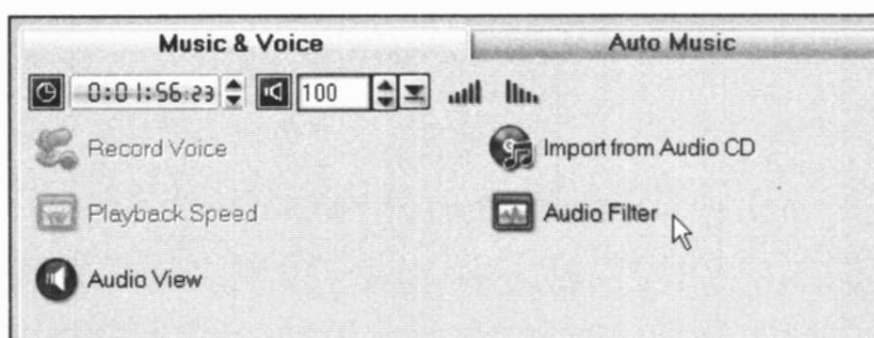 Music & Voice
Auto Music
0:01:56:23 100
Record Voice
Import from Audio CD
Playback Speed
Audio Filter
Audio View